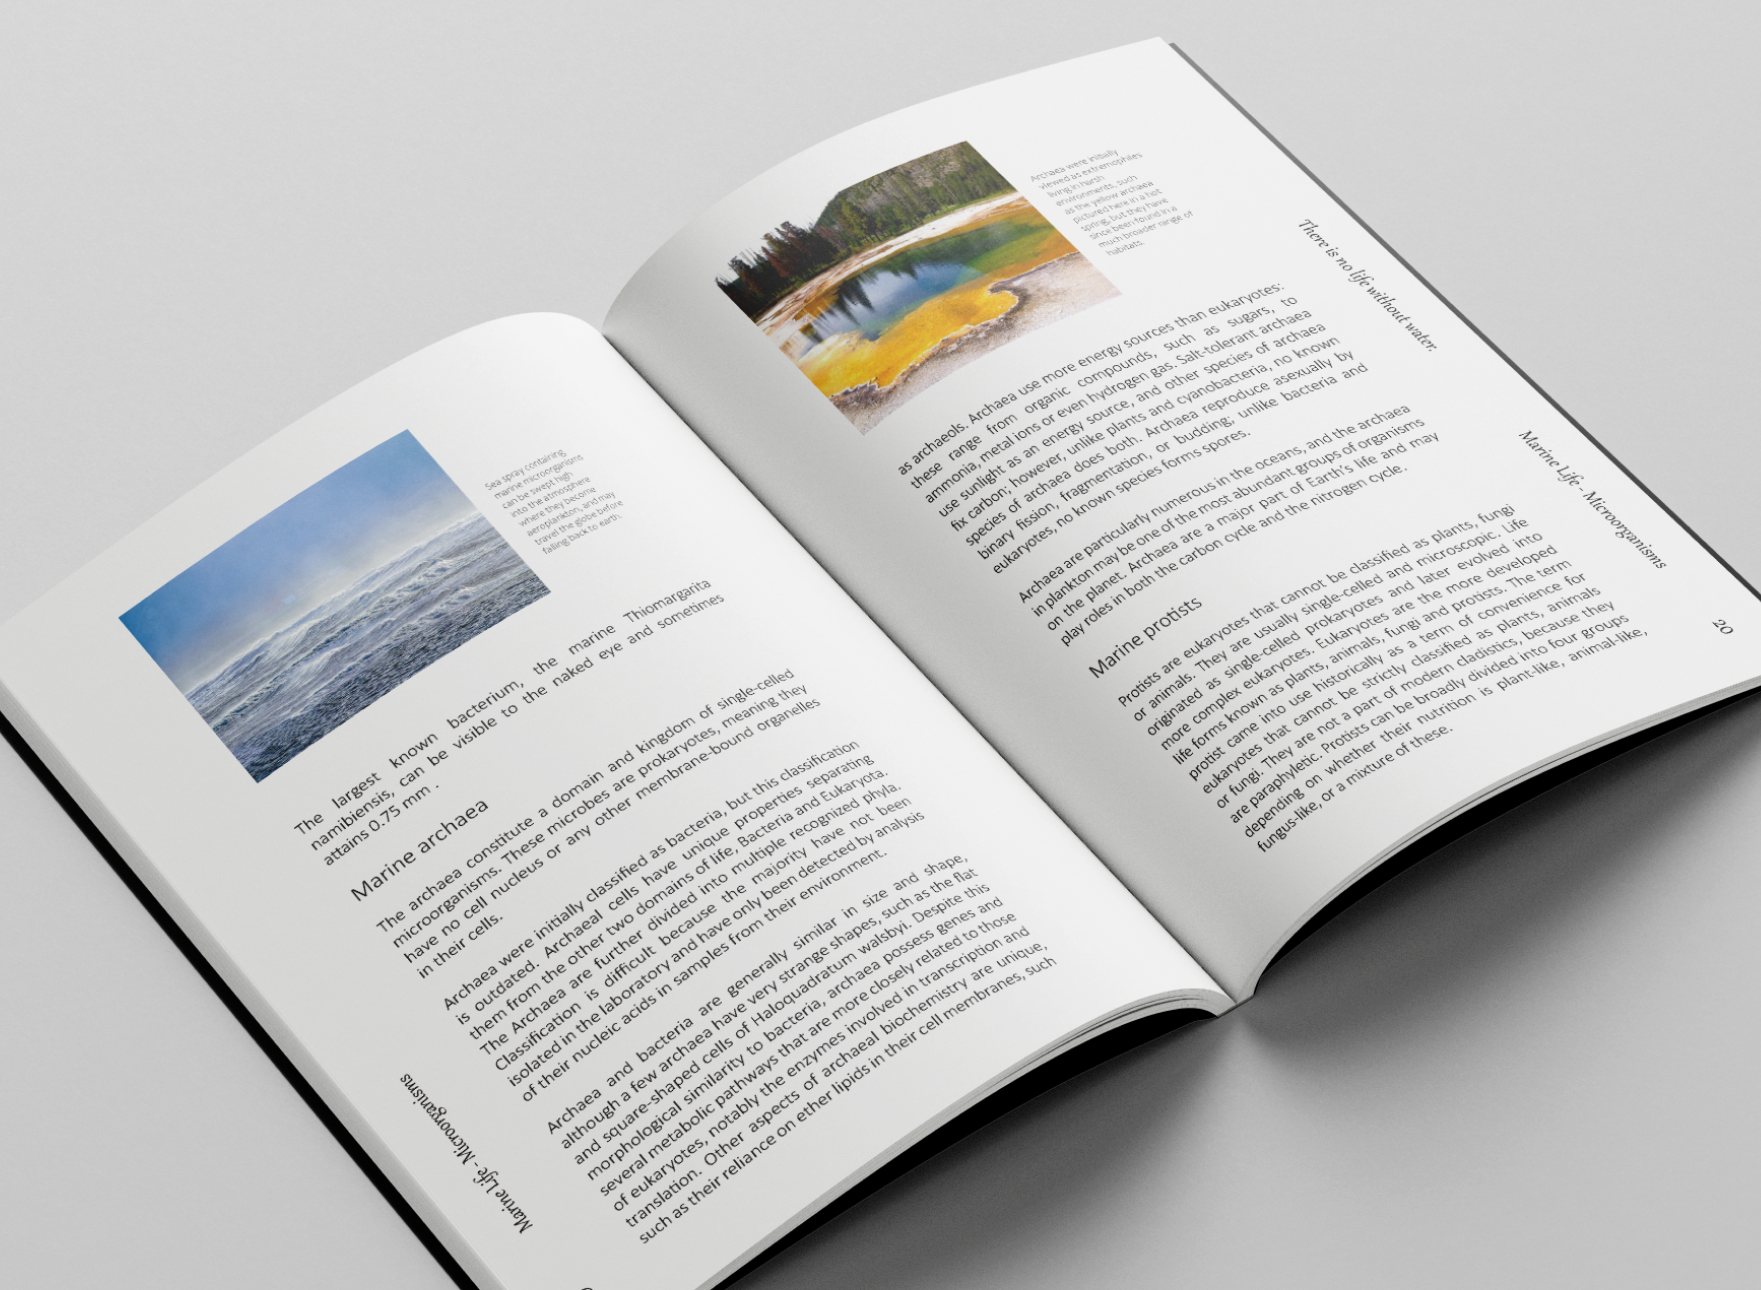 Sea spray containing
marine microorganisms
can be swept high
into the atmosphere
where they become
aeroplankton, and may
travel the globe before
falling back to earth.
The largest known bacterium, the marine Thiomargarita
namibiensis, can be visible to the naked eye and sometimes
attains 0.75 mm .
Marine archaea
The archaea constitute a domain and kingdom of single-celled
microorganisms. These microbes are prokaryotes, meaning they
have no cell nucleus or any other membrane-bound organelles
in their cells.
Archaea were initially classified as bacteria, but this classification
is outdated. Archaeal cells have unique properties separating
them from the other two domains of life, Bacteria and Eukaryota.
The Archaea are further divided into multiple recognized phyla.
Classification is difficult because the majority have not been
isolated in the laboratory and have only been detected by analysis
of their nucleic acids in samples from their environment.
Archaea and bacteria are generally similar in size and shape,
although a few archaea have very strange shapes, such as the flat
and square-shaped cells of Haloquadratum walsbyi. Despite this
morphological similarity to bacteria, archaea possess genes and
several metabolic pathways that are more closely related to those
of eukaryotes, notably the enzymes involved in transcription and
translation. Other aspects of archaeal biochemistry are unique,
such as their reliance on ether lipids in their cell membranes, such
Marine Life - Microorganisms
Archaea were initially
viewed as extremophiles
living in harsh
environments, such
as the yellow archaea
pictured here in a hot
spring, but they have
since been found in a
much broader range of
habitats.
as archaeols. Archaea use more energy sources than eukaryotes:
these range from organic compounds, such as sugars, to
ammonia, metal ions or even hydrogen gas. Salt-tolerant archaea
use sunlight as an energy source, and other species of archaea
fix carbon; however, unlike plants and cyanobacteria, no known
species of archaea does both. Archaea reproduce asexually by
binary fission, fragmentation, or budding; unlike bacteria and
eukaryotes, no known species forms spores.
Archaea are particularly numerous in the oceans, and the archaea
in plankton may be one of the most abundant groups of organisms
on the planet. Archaea are a major part of Earth's life and may
play roles in both the carbon cycle and the nitrogen cycle.
Marine protists
Protists are eukaryotes that cannot be classified as plants, fungi
or animals. They are usually single-celled and microscopic. Life
originated as single-celled prokaryotes and later evolved into
more complex eukaryotes. Eukaryotes are the more developed
life forms known as plants, animals, fungi and protists. The term
protist came into use historically as a term of convenience for
eukaryotes that cannot be strictly classified as plants, animals
or fungi. They are not a part of modern cladistics, because they
are paraphyletic. Protists can be broadly divided into four groups
depending on whether their nutrition is plant-like, animal-like,
fungus-like, or a mixture of these.
There is no life without water.
Marine Life - Microorganisms
20